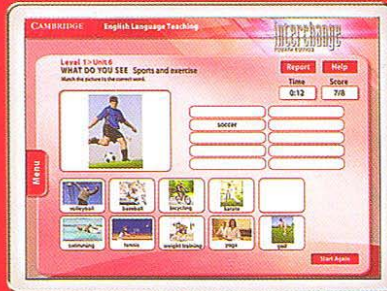 CAMBRIDGE English Language Teaching
interchange
FOURTH EDITION
Level 1>Unit 6
WHAT DO YOU SEE Sports and exercise
Match the picture to the correct word.
Report Help
Time Score
0:12 7/8
soccer
Menu
volleyball baseball bicycling karate
swimming tennis weight training yoga golf
Start Again